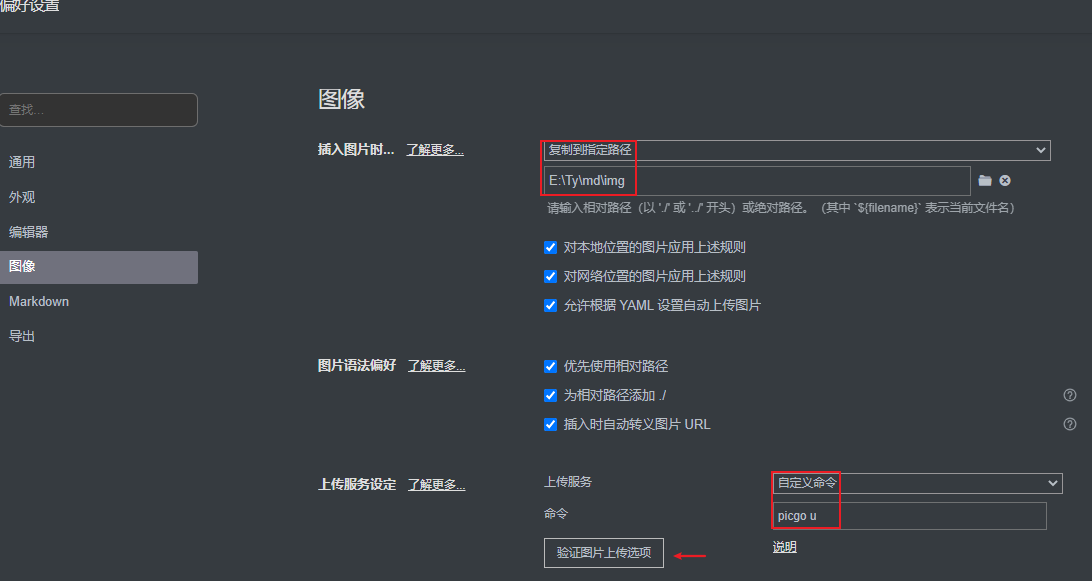 偏好设置
查找...
通用
外观
编辑器
图像
Markdown
导出
图像
插入图片时... 了解更多...
复制到指定路径
E:\Ty\md\img
请输入相对路径（以 './' 或 '../' 开头）或绝对路径。（其中 `${filename}` 表示当前文件名）
对本地位置的图片应用上述规则
对网络位置的图片应用上述规则
允许根据 YAML 设置自动上传图片
图片语法偏好 了解更多...
优先使用相对路径
为相对路径添加 ./
插入时自动转义图片 URL
上传服务设定 了解更多...
上传服务 自定义命令
命令 picgo u
验证图片上传选项 说明